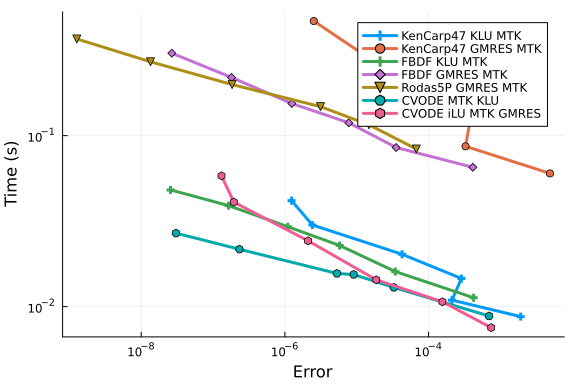 KenCarp47 KLU MTK
KenCarp47 GMRES MTK
FBDF KLU MTK
FBDF GMRES MTK
Rodas5P GMRES MTK
CVODE MTK KLU
CVODE iLU MTK GMRES
Time (s)
10⁻¹
10⁻²
10⁻⁸ 10⁻⁶ 10⁻⁴
Error